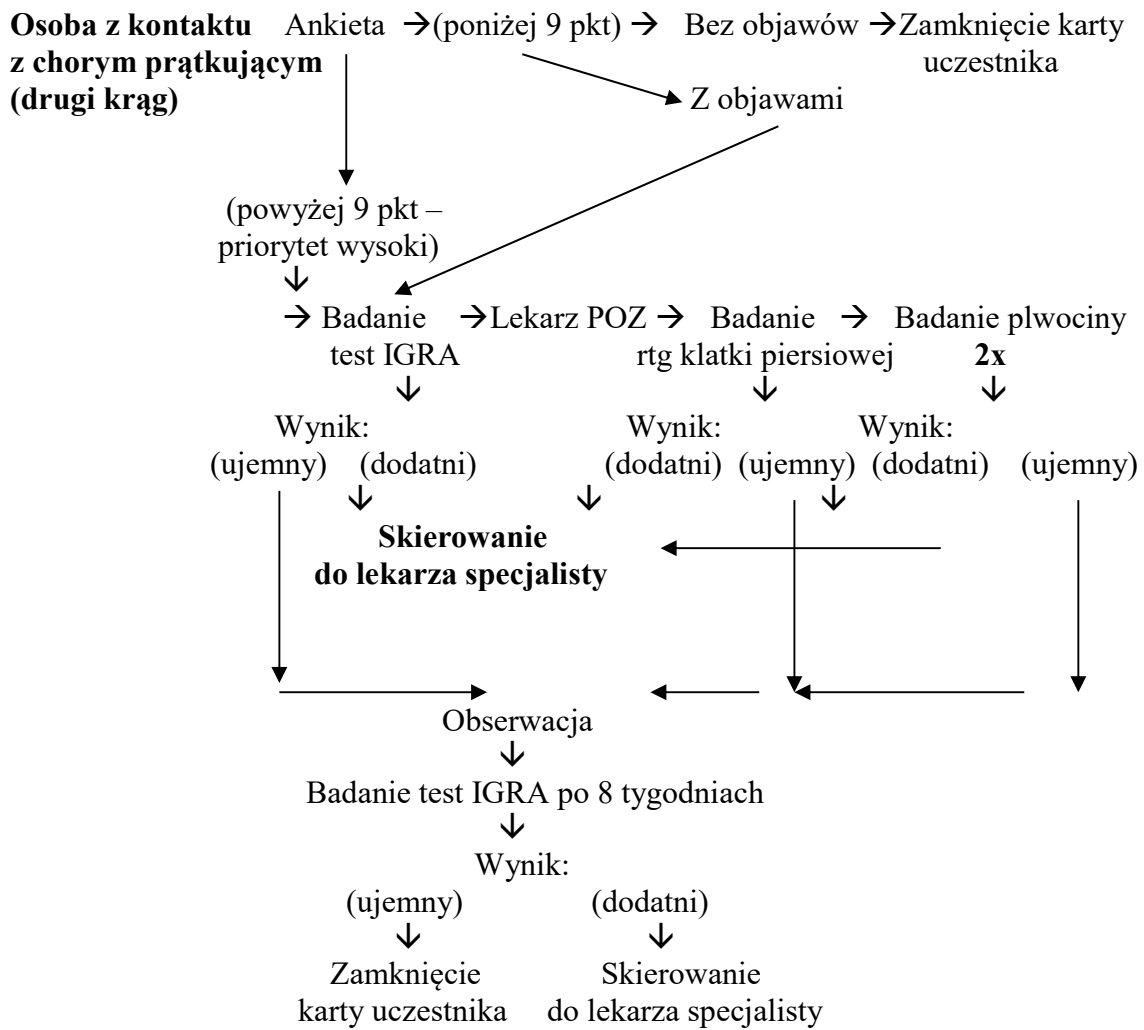 Osoba z kontaktu Ankieta →(poniżej 9 pkt) → Bez objawów →Zamknięcie karty
z chorym prątkującym uczestnika
(drugi krąg) Z objawami
(powyżej 9 pkt –
priorytet wysoki)
→ Badanie →Lekarz POZ → Badanie → Badanie plwociny
test IGRA rtg klatki piersiowej 2x
Wynik: Wynik: Wynik:
(ujemny) (dodatni) (dodatni) (ujemny) (dodatni) (ujemny)
Skierowanie
do lekarza specjalisty
Obserwacja
Badanie test IGRA po 8 tygodniach
Wynik:
(ujemny) (dodatni)
Zamknięcie Skierowanie
karty uczestnika do lekarza specjalisty